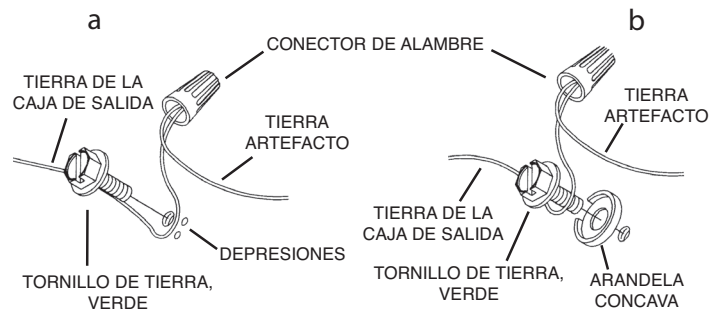 a
b
CONECTOR DE ALAMBRE
TIERRA DE LA
CAJA DE SALIDA
TIERRA
ARTEFACTO
DEPRESIONES
TORNILLO DE TIERRA,
VERDE
TIERRA
ARTEFACTO
TIERRA DE LA
CAJA DE SALIDA
TORNILLO DE TIERRA,
VERDE
ARANDELA
CONCAVA